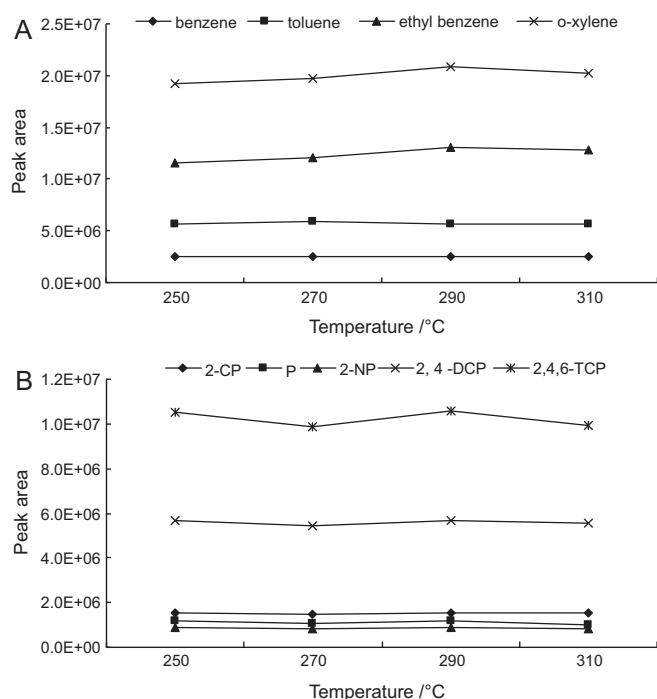 A
benzene toluene ethyl benzene o-xylene
2.5E+07
2.0E+07
1.5E+07
1.0E+07
5.0E+06
0.0E+00
Peak area
250 270 290 310
Temperature /°C
B
2-CP P 2-NP 2, 4 -DCP 2,4,6-TCP
1.2E+07
1.0E+07
8.0E+06
6.0E+06
4.0E+06
2.0E+06
0.0E+00
Peak area
250 270 290 310
Temperature /°C